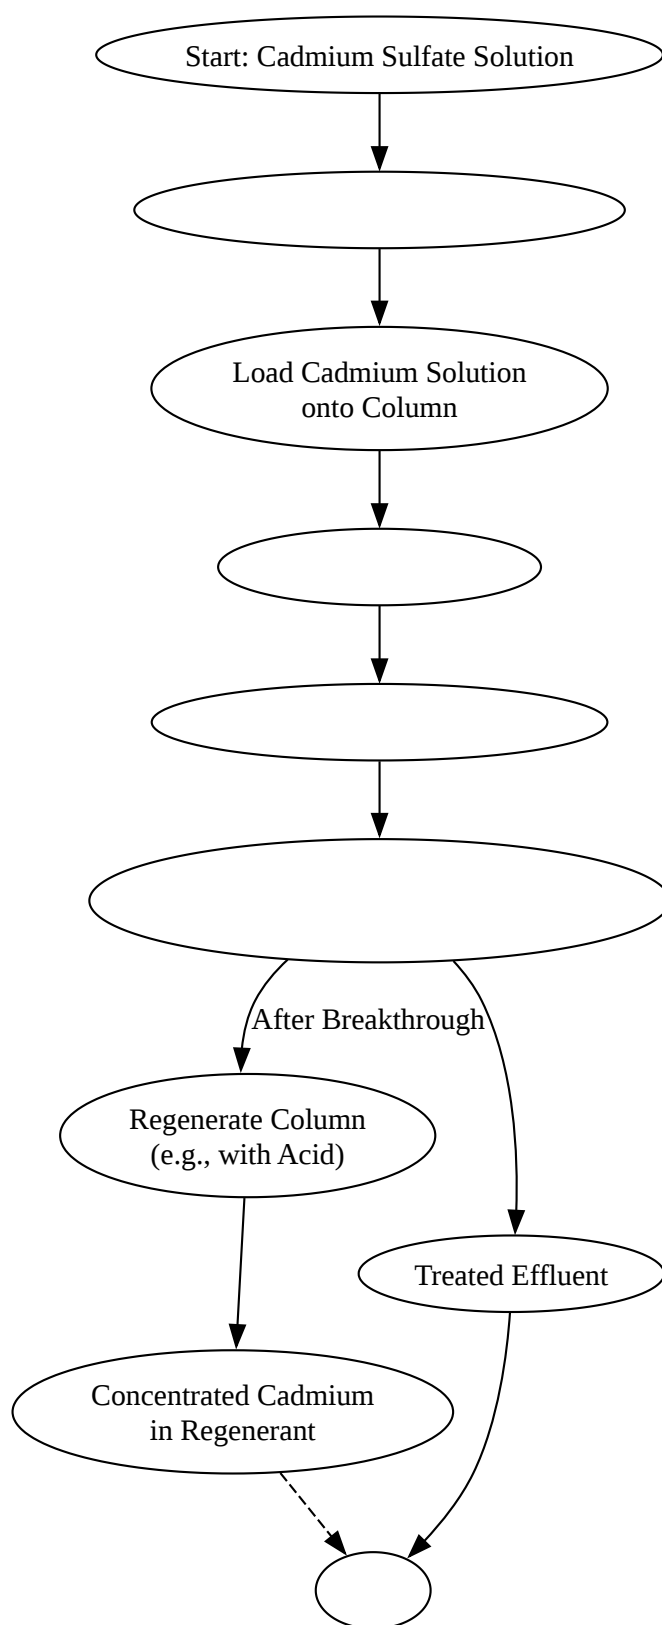 Start: Cadmium Sulfate Solution
Load Cadmium Solution
onto Column
After Breakthrough
Regenerate Column
(e.g., with Acid)
Treated Effluent
Concentrated Cadmium
in Regenerant